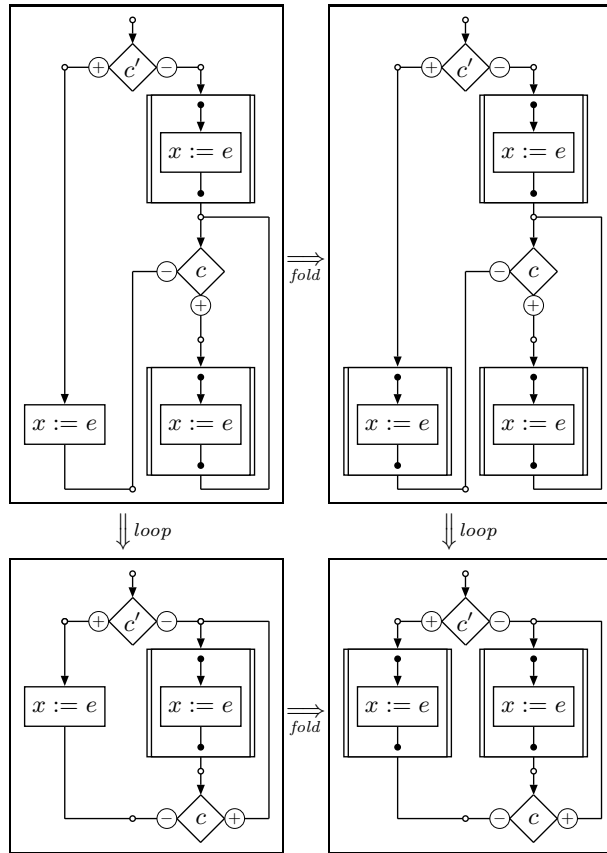 + c′ − + c′ −
x := e x := e
− c ⟹ − c
fold
+ +
x := e x := e x := e x := e
⇓ loop ⇓ loop
+ c′ − + c′ −
x := e x := e ⟹ x := e x := e
fold
− c + − c +